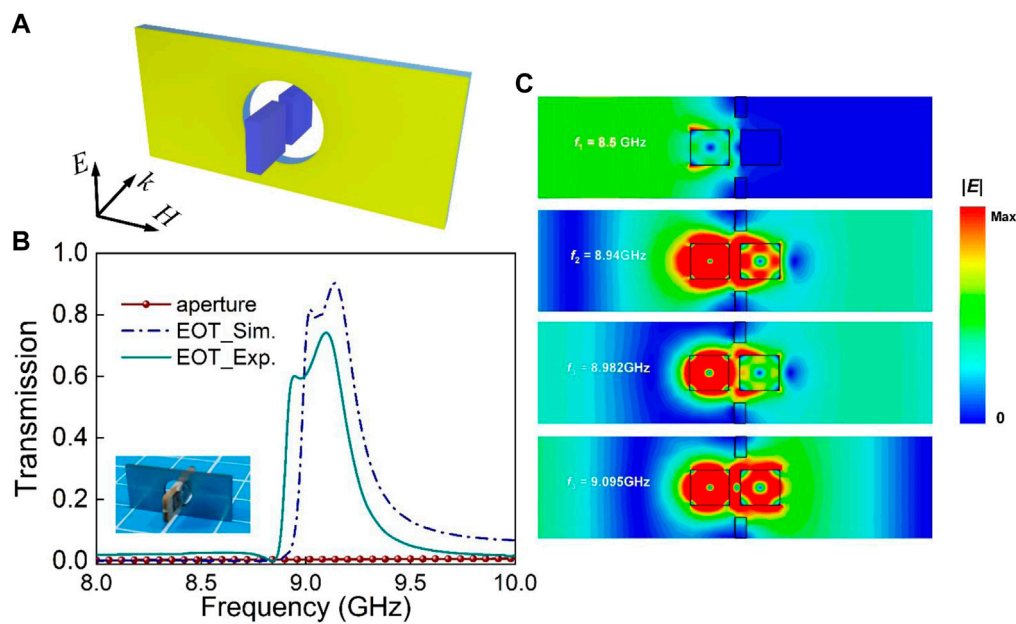 A
E
k
H
B
Transmission
1.0
0.8
0.6
0.4
0.2
0.0
aperture
EOT_Sim.
EOT_Exp.
8.0 8.5 9.0 9.5 10.0
Frequency (GHz)
C
f₁ = 8.5 GHz
f₂ = 8.94GHz
f₃ = 8.982GHz
f₃ = 9.095GHz
|E|
Max
0